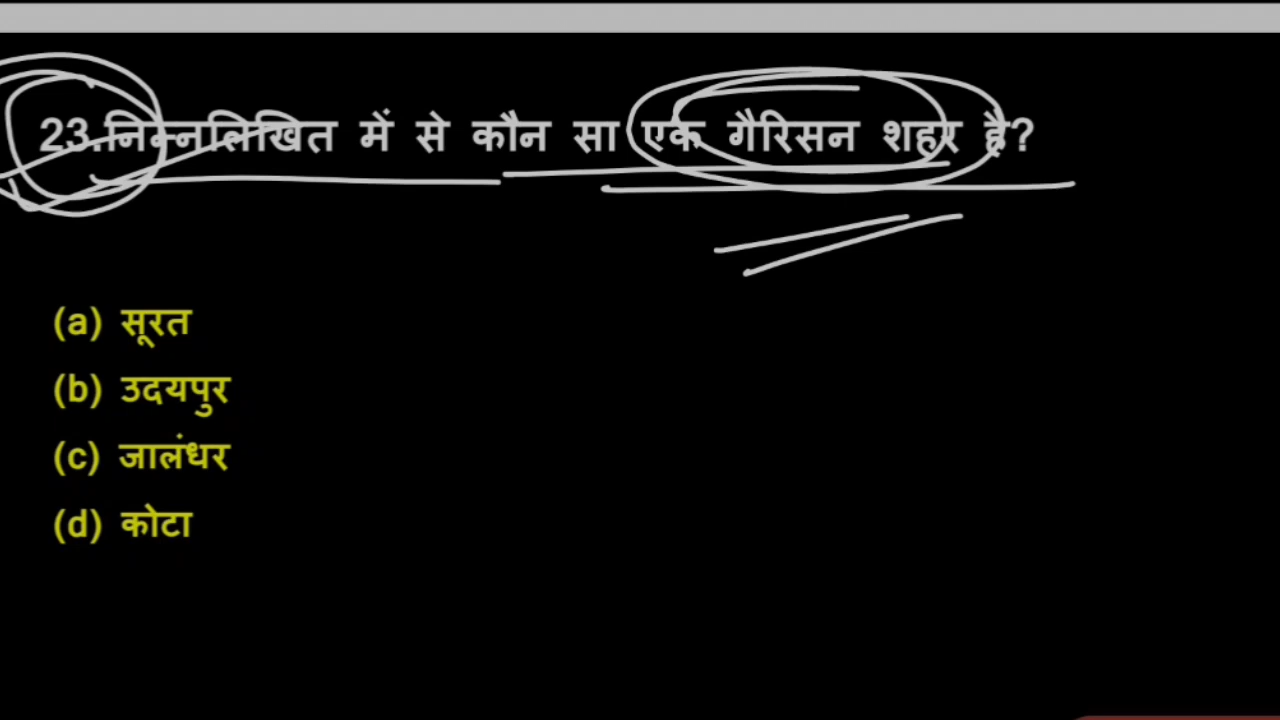 23.निम्नलिखित में से कौन सा एक गैरिसन शहर है?
(a) सूरत
(b) उदयपुर
(c) जालंधर
(d) कोटा